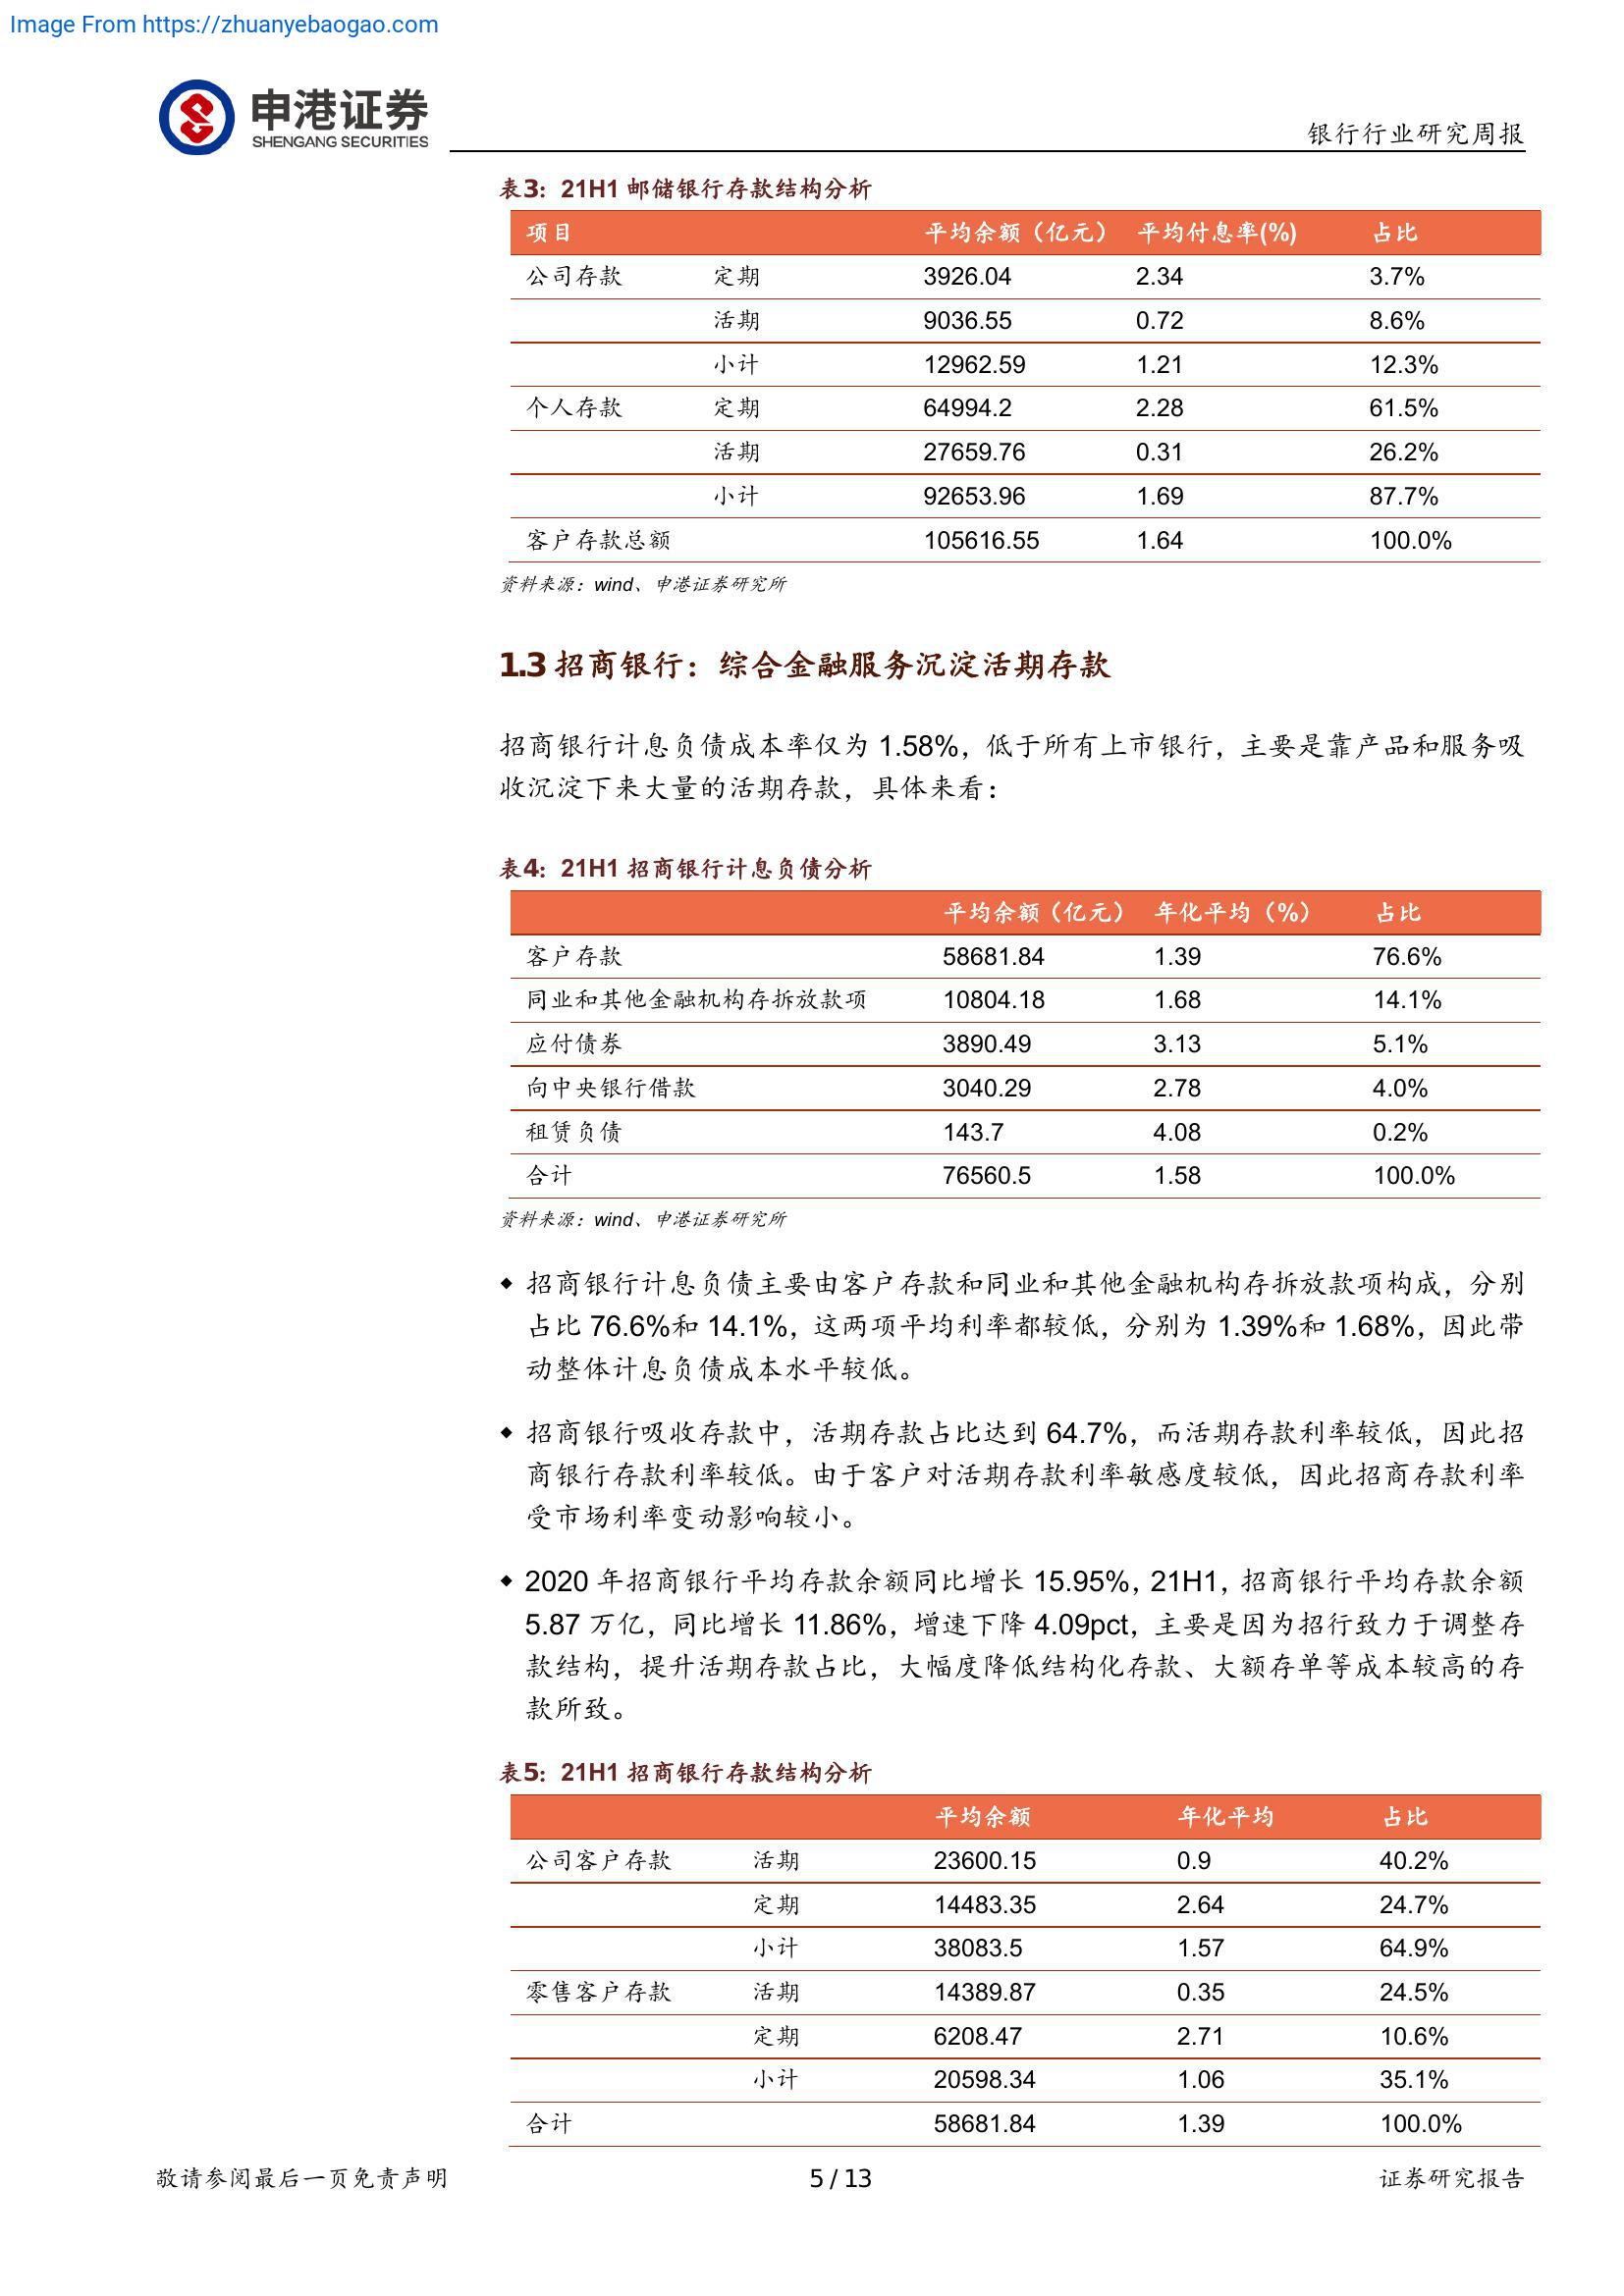 Image From https://zhuanyebaogao.com
申港证券
SHENGANG SECURITIES
银行行业研究周报
表3：21H1 邮储银行存款结构分析
项目 平均余额（亿元） 平均付息率(%) 占比
公司存款 定期 3926.04 2.34 3.7%
活期 9036.55 0.72 8.6%
小计 12962.59 1.21 12.3%
个人存款 定期 64994.2 2.28 61.5%
活期 27659.76 0.31 26.2%
小计 92653.96 1.69 87.7%
客户存款总额 105616.55 1.64 100.0%
资料来源：wind、申港证券研究所
1.3 招商银行：综合金融服务沉淀活期存款
招商银行计息负债成本率仅为 1.58%，低于所有上市银行，主要是靠产品和服务吸
收沉淀下来大量的活期存款，具体来看：
表4：21H1 招商银行计息负债分析
平均余额（亿元） 年化平均（%） 占比
客户存款 58681.84 1.39 76.6%
同业和其他金融机构存拆放款项 10804.18 1.68 14.1%
应付债券 3890.49 3.13 5.1%
向中央银行借款 3040.29 2.78 4.0%
租赁负债 143.7 4.08 0.2%
合计 76560.5 1.58 100.0%
资料来源：wind、申港证券研究所
◆ 招商银行计息负债主要由客户存款和同业和其他金融机构存拆放款项构成，分别
占比 76.6%和 14.1%，这两项平均利率都较低，分别为 1.39%和 1.68%，因此带
动整体计息负债成本水平较低。
◆ 招商银行吸收存款中，活期存款占比达到 64.7%，而活期存款利率较低，因此招
商银行存款利率较低。由于客户对活期存款利率敏感度较低，因此招商存款利率
受市场利率变动影响较小。
◆ 2020 年招商银行平均存款余额同比增长 15.95%，21H1，招商银行平均存款余额
5.87 万亿，同比增长 11.86%，增速下降 4.09pct，主要是因为招行致力于调整存
款结构，提升活期存款占比，大幅度降低结构化存款、大额存单等成本较高的存
款所致。
表5：21H1 招商银行存款结构分析
平均余额 年化平均 占比
公司客户存款 活期 23600.15 0.9 40.2%
定期 14483.35 2.64 24.7%
小计 38083.5 1.57 64.9%
零售客户存款 活期 14389.87 0.35 24.5%
定期 6208.47 2.71 10.6%
小计 20598.34 1.06 35.1%
合计 58681.84 1.39 100.0%
敬请参阅最后一页免责声明 5 / 13 证券研究报告